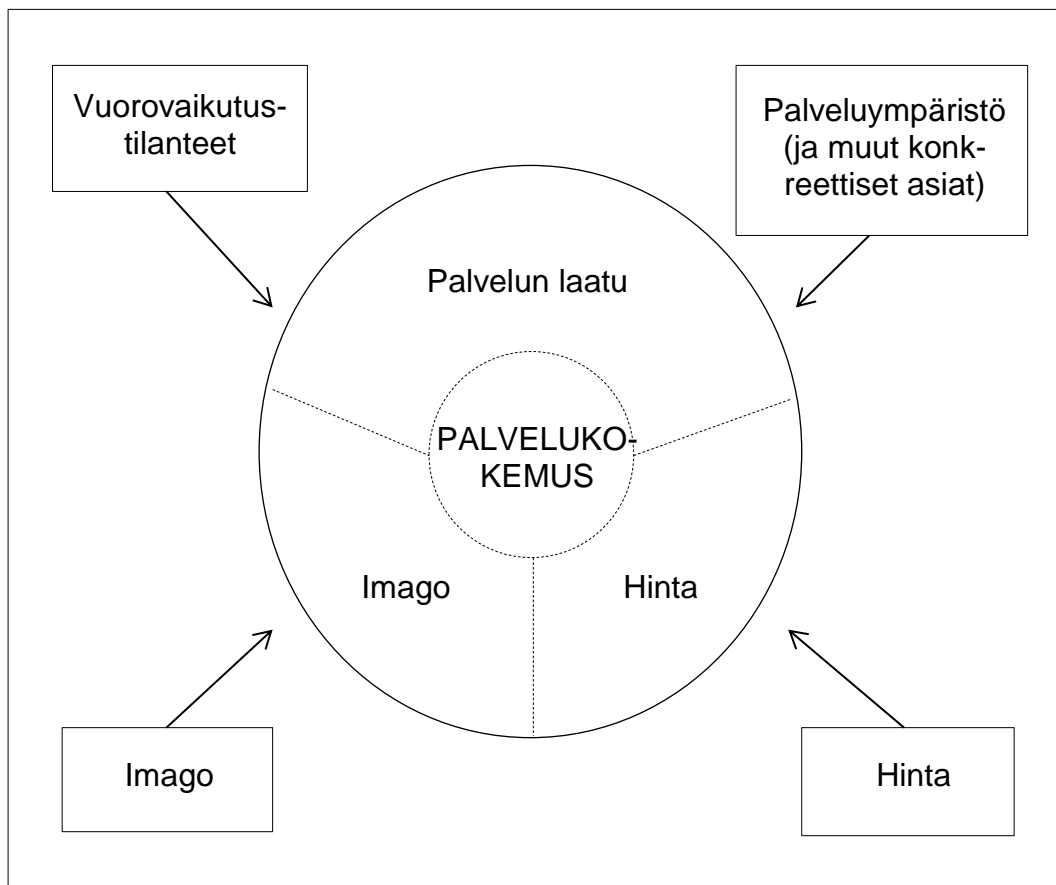 Vuorovaikutus-
tilanteet
Palveluympäristö
(ja muut konk-
reettiset asiat)
Palvelun laatu
PALVELUKO-
KEMUS
Imago
Hinta
Imago
Hinta